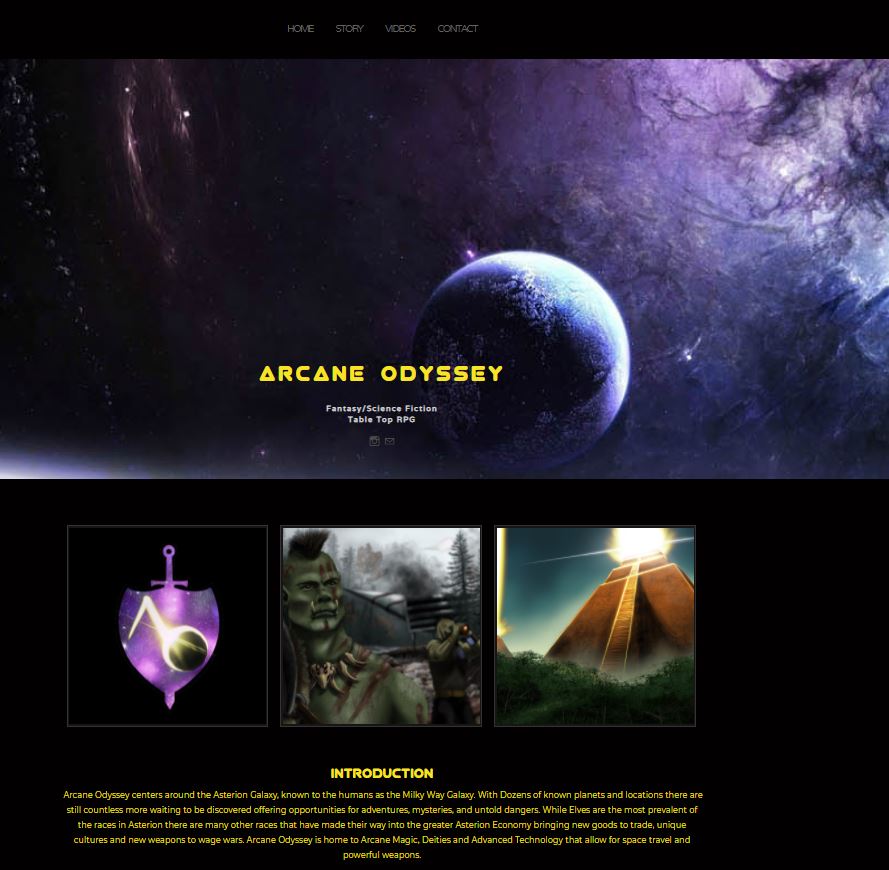 HOME STORY VIDEOS CONTACT
ARCANE ODYSSEY
Fantasy/Science Fiction
Table Top RPG
INTRODUCTION
Arcane Odyssey centers around the Asterion Galaxy, known to the humans as the Milky Way Galaxy. With Dozens of known planets and locations there are
still countless more waiting to be discovered offering opportunities for adventures, mysteries, and untold dangers. While Elves are the most prevalent of
the races in Asterion there are many other races that have made their way into the greater Asterion Economy bringing new goods to trade, unique
cultures and new weapons to wage wars. Arcane Odyssey is home to Arcane Magic, Deities and Advanced Technology that allow for space travel and
powerful weapons.